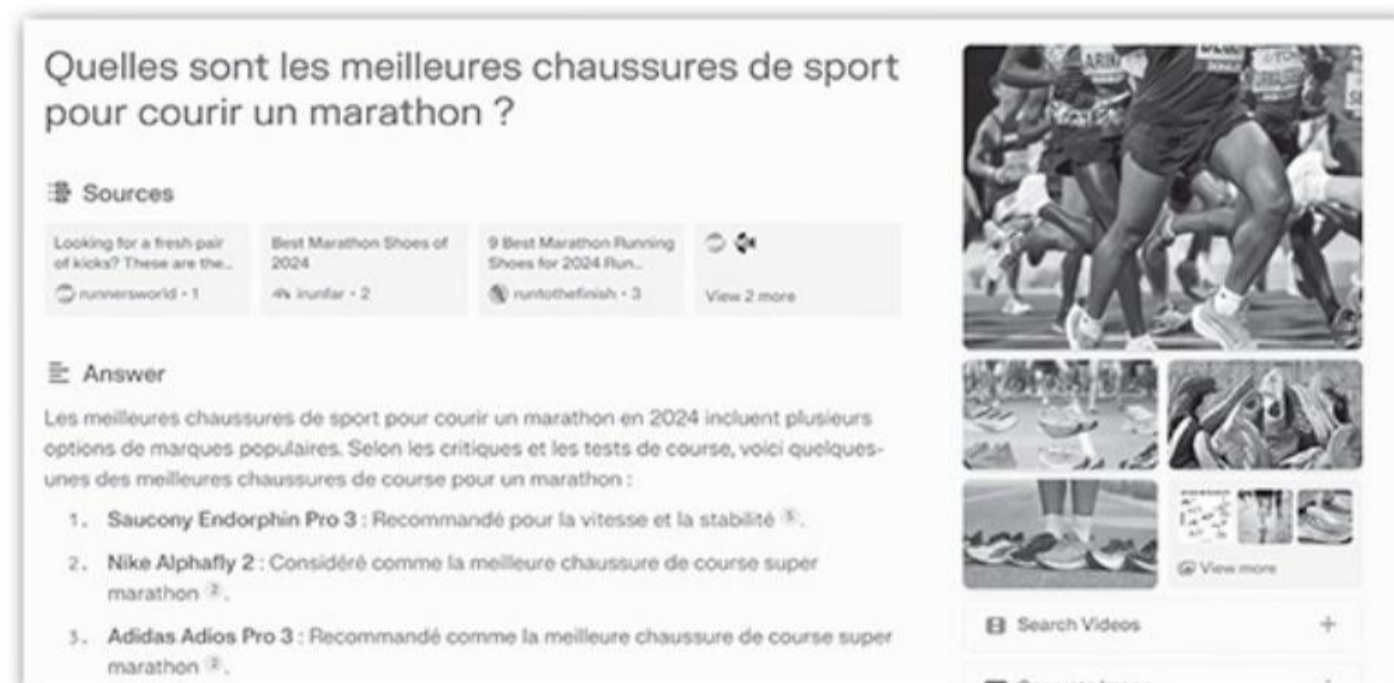 Quelles sont les meilleures chaussures de sport
pour courir un marathon ?
Sources
Looking for a fresh pair
of kicks? These are the...
runnersworld • 1
Best Marathon Shoes of
2024
irunfar • 2
9 Best Marathon Running
Shoes for 2024 Run...
runtothefinish • 3
View 2 more
Answer
Les meilleures chaussures de sport pour courir un marathon en 2024 incluent plusieurs
options de marques populaires. Selon les critiques et les tests de course, voici quelques-
unes des meilleures chaussures de course pour un marathon :
1. Saucony Endorphin Pro 3 : Recommandé pour la vitesse et la stabilité 5.
2. Nike Alphafly 2 : Considéré comme la meilleure chaussure de course super
marathon 2.
3. Adidas Adios Pro 3 : Recommandé comme la meilleure chaussure de course super
marathon 2.
View more
Search Videos